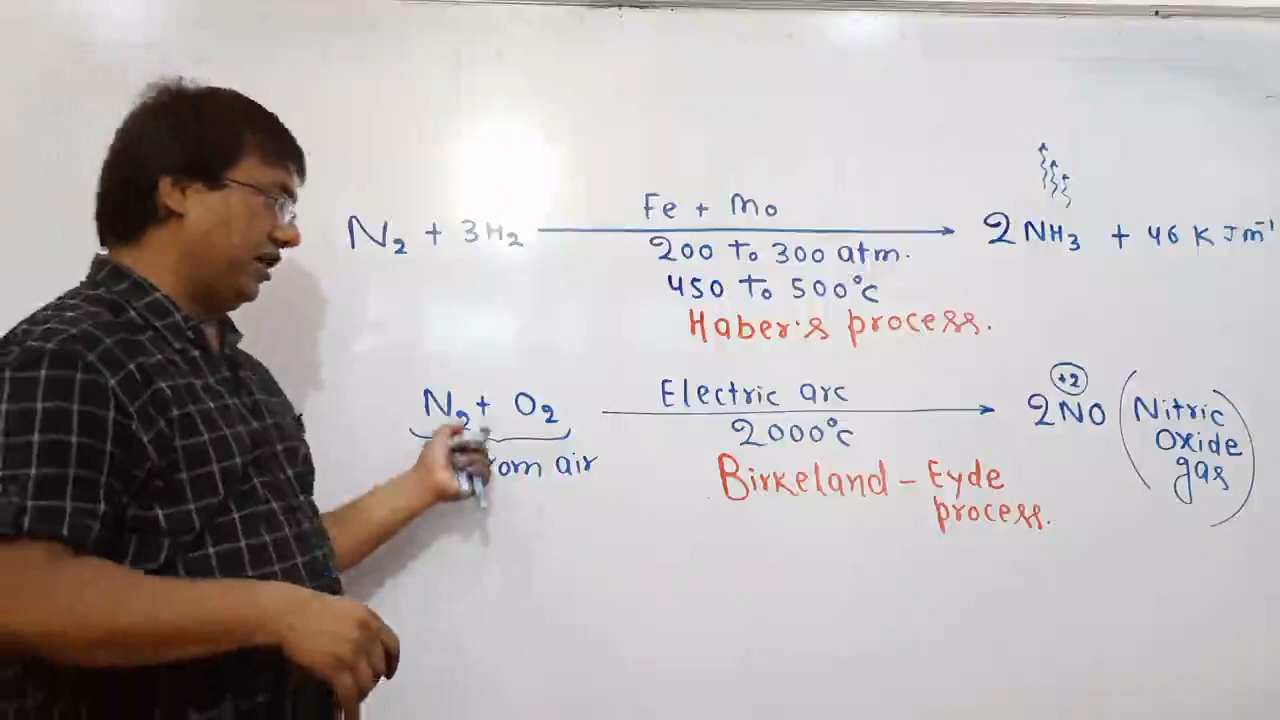 Fe + Mo
N₂ + 3H₂ → 2NH₃ + 46 KJm⁻¹
200 To 300 atm.
450 To 500°C
Haber's process.
+2
Electric arc
N₂ + O₂ → 2NO (Nitric Oxide gas)
2000°C
air
Birkeland - Eyde
process.